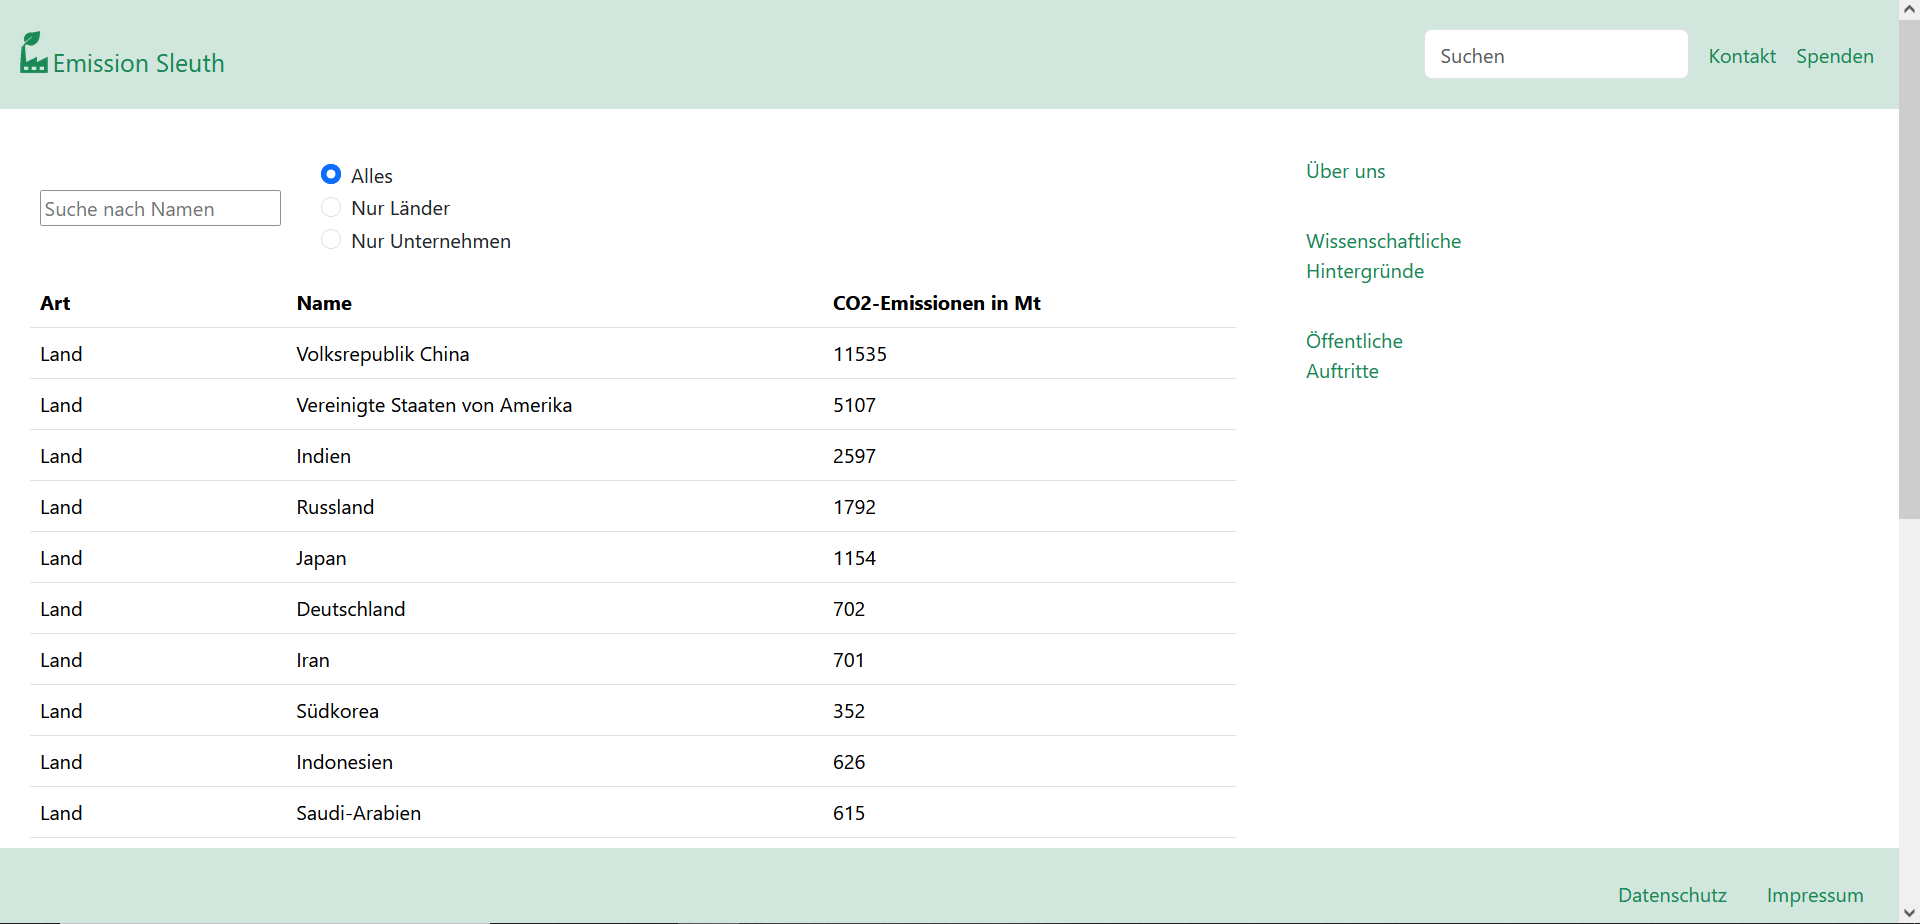 Emission Sleuth
Suchen
Kontakt Spenden
Suche nach Namen
Alles
Nur Länder
Nur Unternehmen
Über uns
Wissenschaftliche
Hintergründe
Öffentliche
Auftritte
Art Name CO2-Emissionen in Mt
Land Volksrepublik China 11535
Land Vereinigte Staaten von Amerika 5107
Land Indien 2597
Land Russland 1792
Land Japan 1154
Land Deutschland 702
Land Iran 701
Land Südkorea 352
Land Indonesien 626
Land Saudi-Arabien 615
Datenschutz Impressum